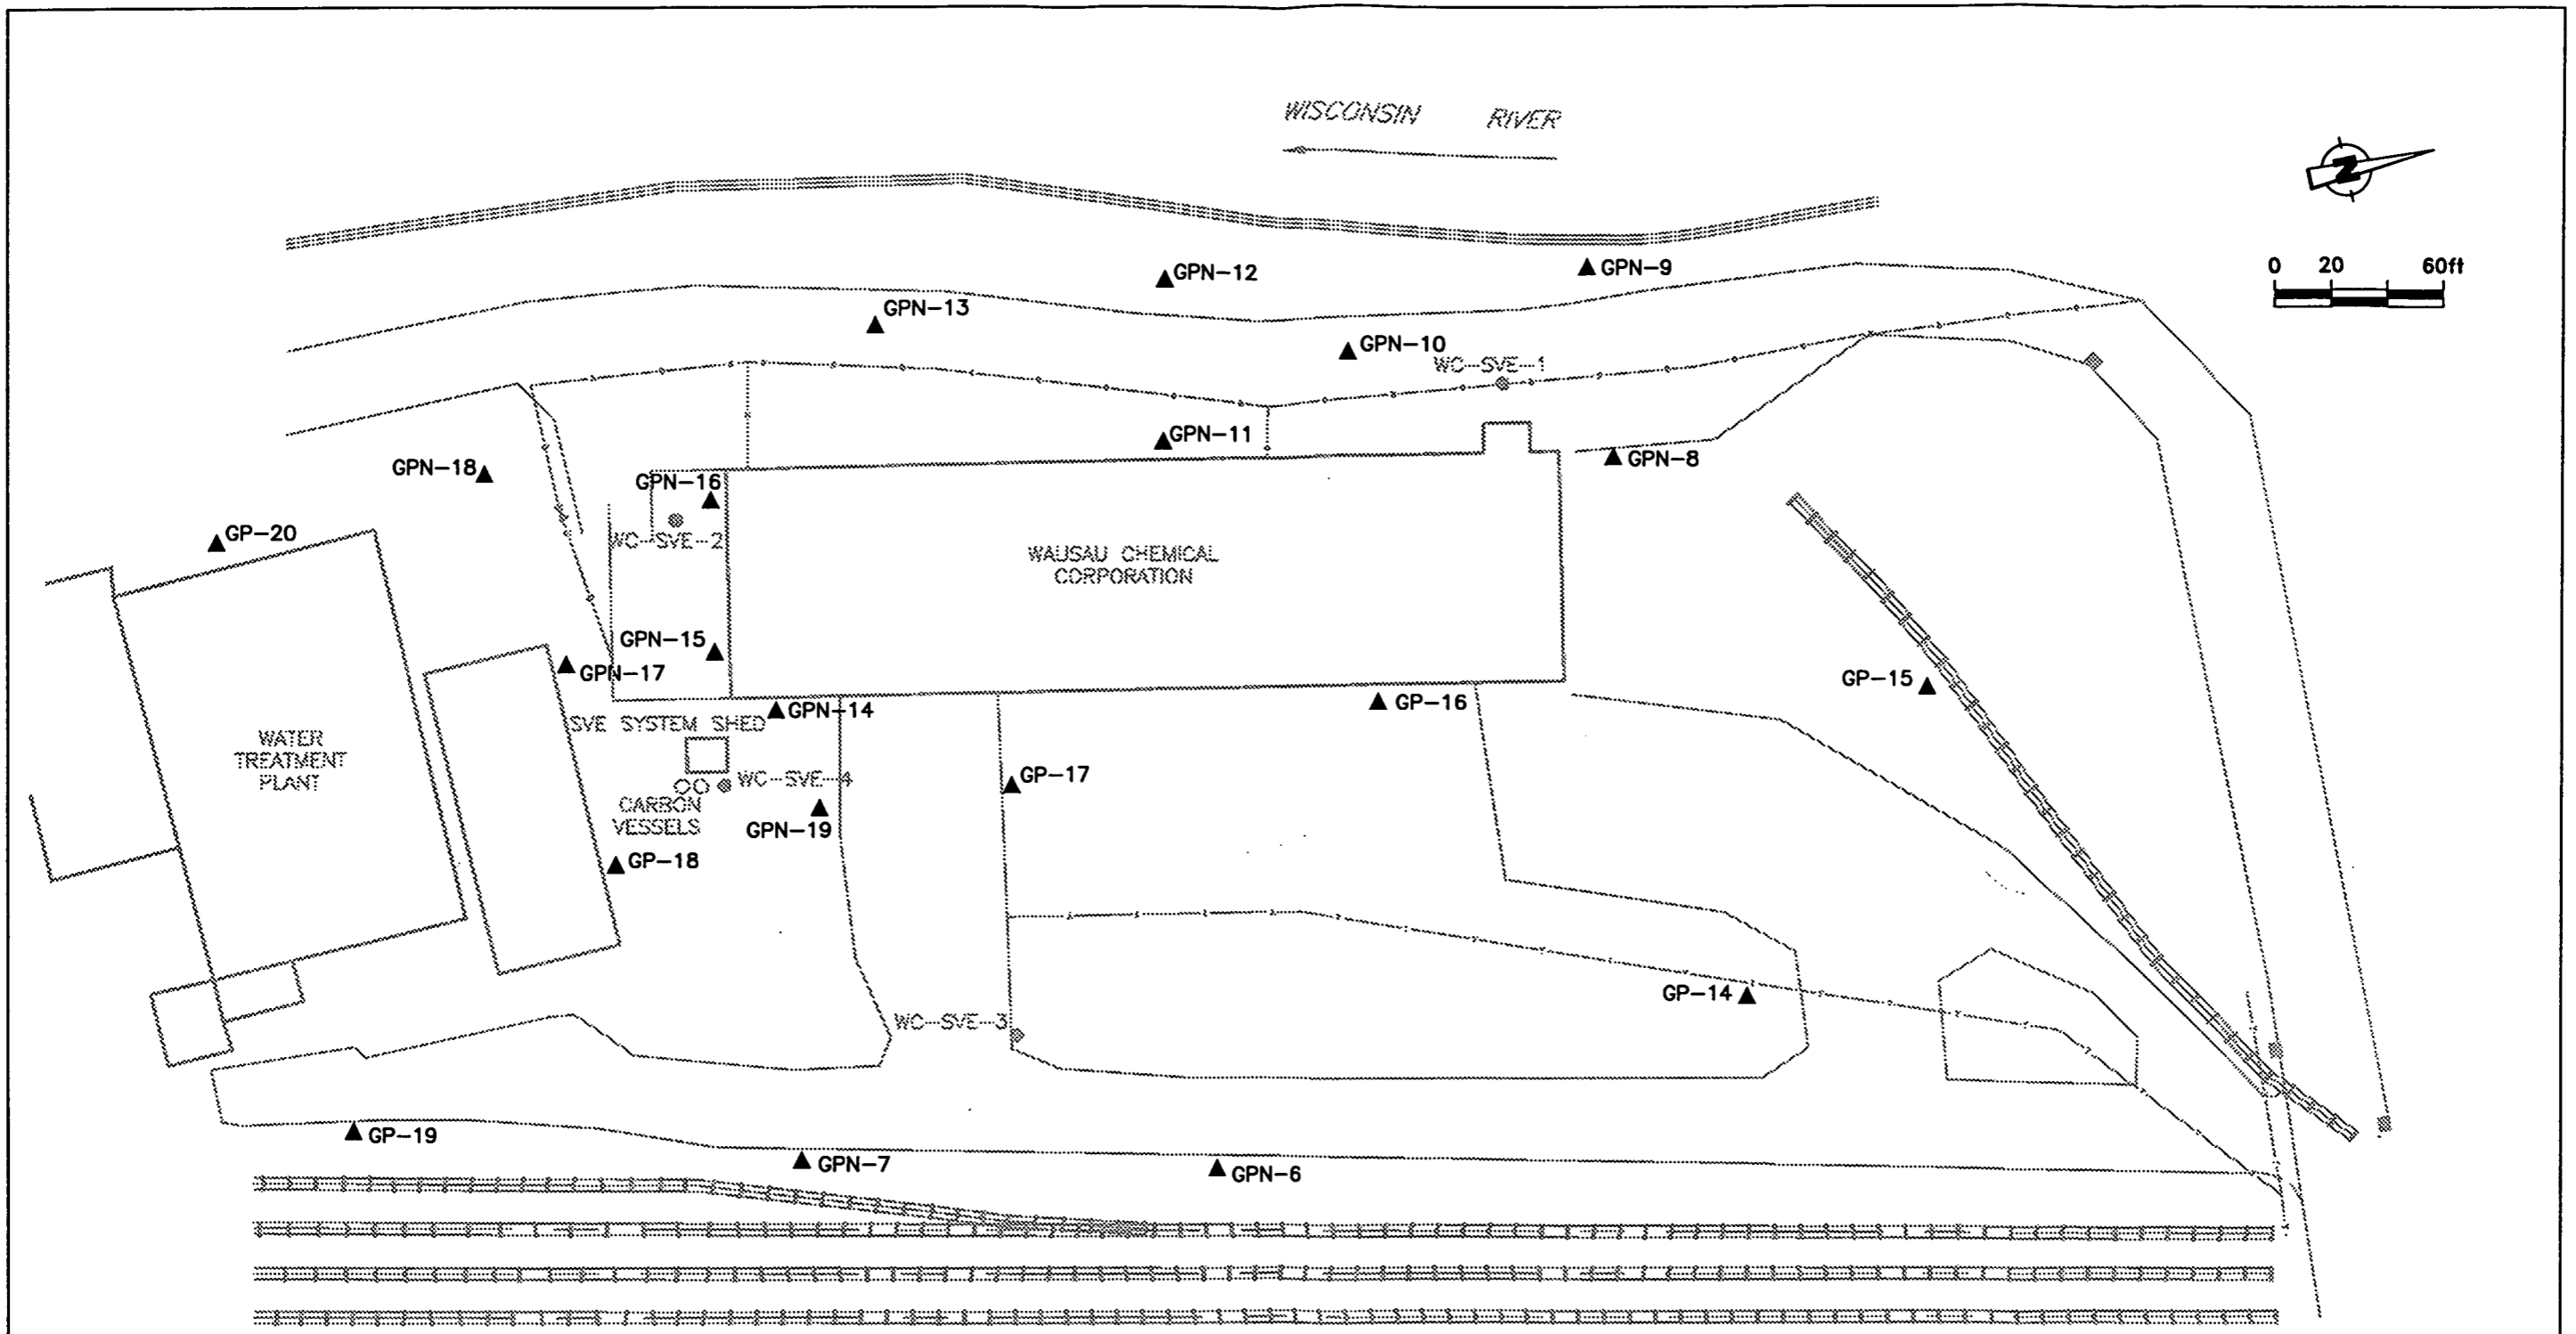 WISCONSIN RIVER
N
0 20 60ft
GPN-12
GPN-9
GPN-13
GPN-10
WC-SVE-1
GPN-11
GPN-8
GPN-18
GPN-16
WC-SVE-2
GP-20
WAUSAU CHEMICAL
CORPORATION
GPN-15
GPN-17
GP-15
GP-16
GPN-14
SVE SYSTEM SHED
WATER
TREATMENT
PLANT
WC-SVE-4
GP-17
CARBON
VESSELS
GPN-19
GP-18
GP-14
WC-SVE-3
GP-19
GPN-7
GPN-6